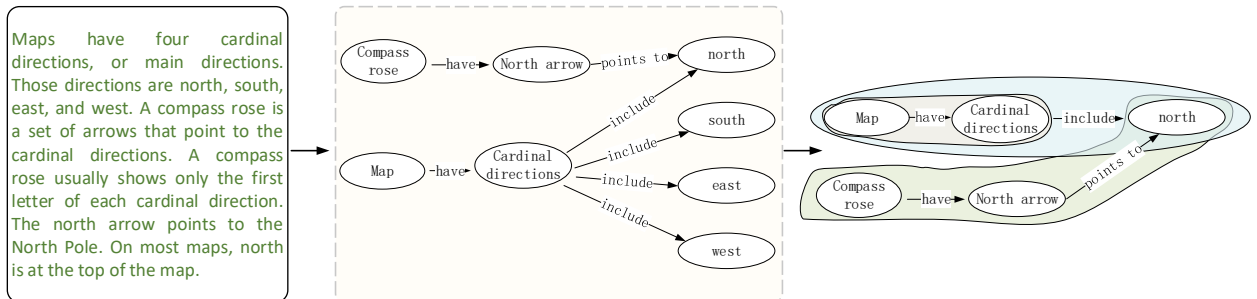 Maps have four cardinal
directions, or main directions.
Those directions are north, south,
east, and west. A compass rose is
a set of arrows that point to the
cardinal directions. A compass
rose usually shows only the first
letter of each cardinal direction.
The north arrow points to the
North Pole. On most maps, north
is at the top of the map.
Compass
rose
have
North arrow
points to
north
include
south
Map
have
Cardinal
directions
include
include
east
include
west
Map
have
Cardinal
directions
include
north
points to
Compass
rose
have
North arrow